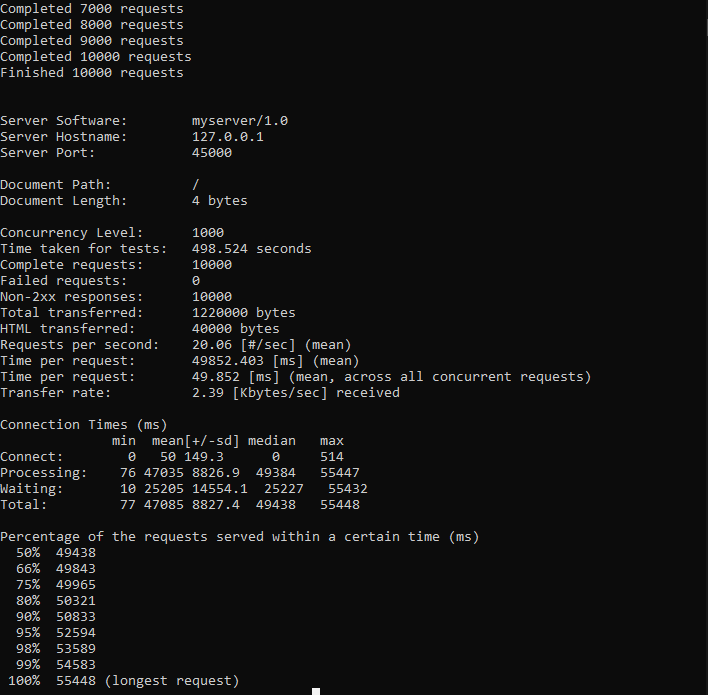 Completed 7000 requests
Completed 8000 requests
Completed 9000 requests
Completed 10000 requests
Finished 10000 requests
Server Software: myserver/1.0
Server Hostname: 127.0.0.1
Server Port: 45000
Document Path: /
Document Length: 4 bytes
Concurrency Level: 1000
Time taken for tests: 498.524 seconds
Complete requests: 10000
Failed requests: 0
Non-2xx responses: 10000
Total transferred: 1220000 bytes
HTML transferred: 40000 bytes
Requests per second: 20.06 [#/sec] (mean)
Time per request: 49852.403 [ms] (mean)
Time per request: 49.852 [ms] (mean, across all concurrent requests)
Transfer rate: 2.39 [Kbytes/sec] received
Connection Times (ms)
min mean[+/-sd] median max
Connect: 0 50 149.3 0 514
Processing: 76 47035 8826.9 49384 55447
Waiting: 10 25205 14554.1 25227 55432
Total: 77 47085 8827.4 49438 55448
Percentage of the requests served within a certain time (ms)
50% 49438
66% 49843
75% 49965
80% 50321
90% 50833
95% 52594
98% 53589
99% 54583
100% 55448 (longest request)